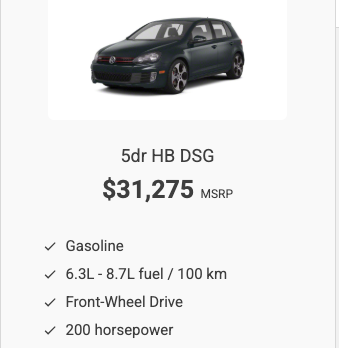 5dr HB DSG
$31,275 MSRP
Gasoline
6.3L - 8.7L fuel / 100 km
Front-Wheel Drive
200 horsepower